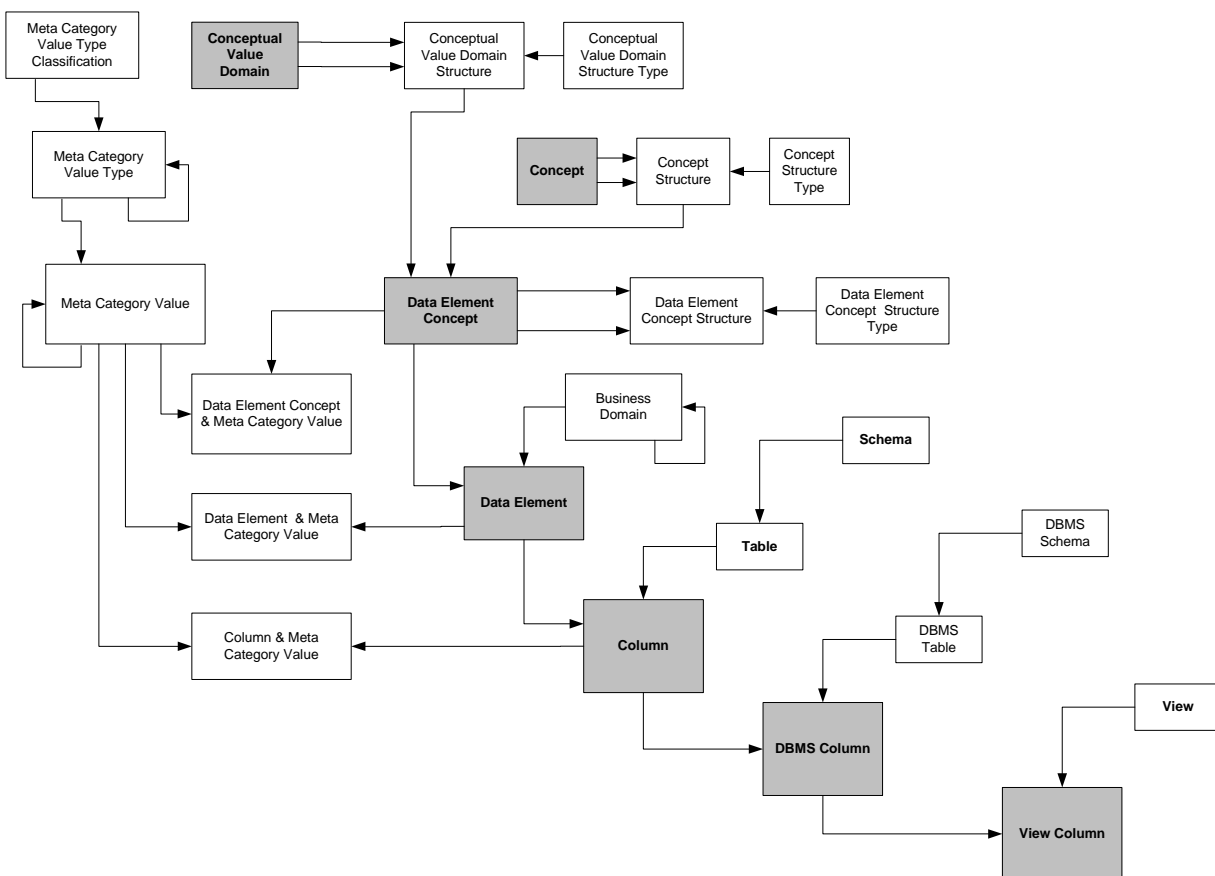 Meta Category
Value Type
Classification
Conceptual
Value
Domain
Conceptual
Value Domain
Structure
Conceptual
Value Domain
Structure Type
Meta Category
Value Type
Concept
Concept
Structure
Concept
Structure
Type
Meta Category Value
Data Element
Concept
Data Element
Concept Structure
Data Element
Concept Structure
Type
Data Element Concept
& Meta Category Value
Business
Domain
Schema
Data Element
Data Element & Meta
Category Value
Table
DBMS
Schema
Column & Meta
Category Value
Column
DBMS
Table
View
DBMS Column
View Column